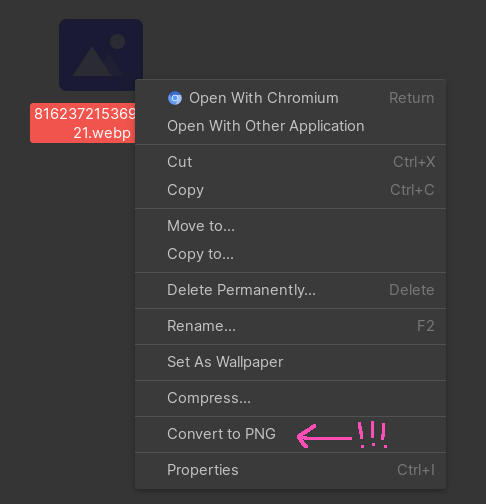 816237215369
21.webp
Open With Chromium Return
Open With Other Application
Cut Ctrl+X
Copy Ctrl+C
Move to...
Copy to...
Delete Permanently... Delete
Rename... F2
Set As Wallpaper
Compress...
Convert to PNG !!!
Properties Ctrl+I